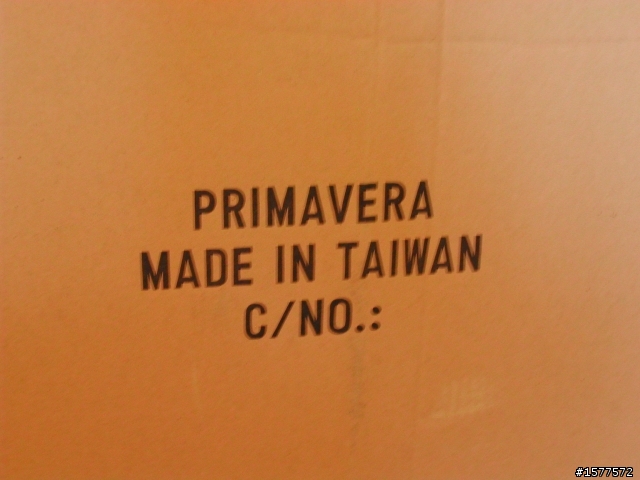 PRIMAVERA
MADE IN TAIWAN
C/NO.:
#1577572